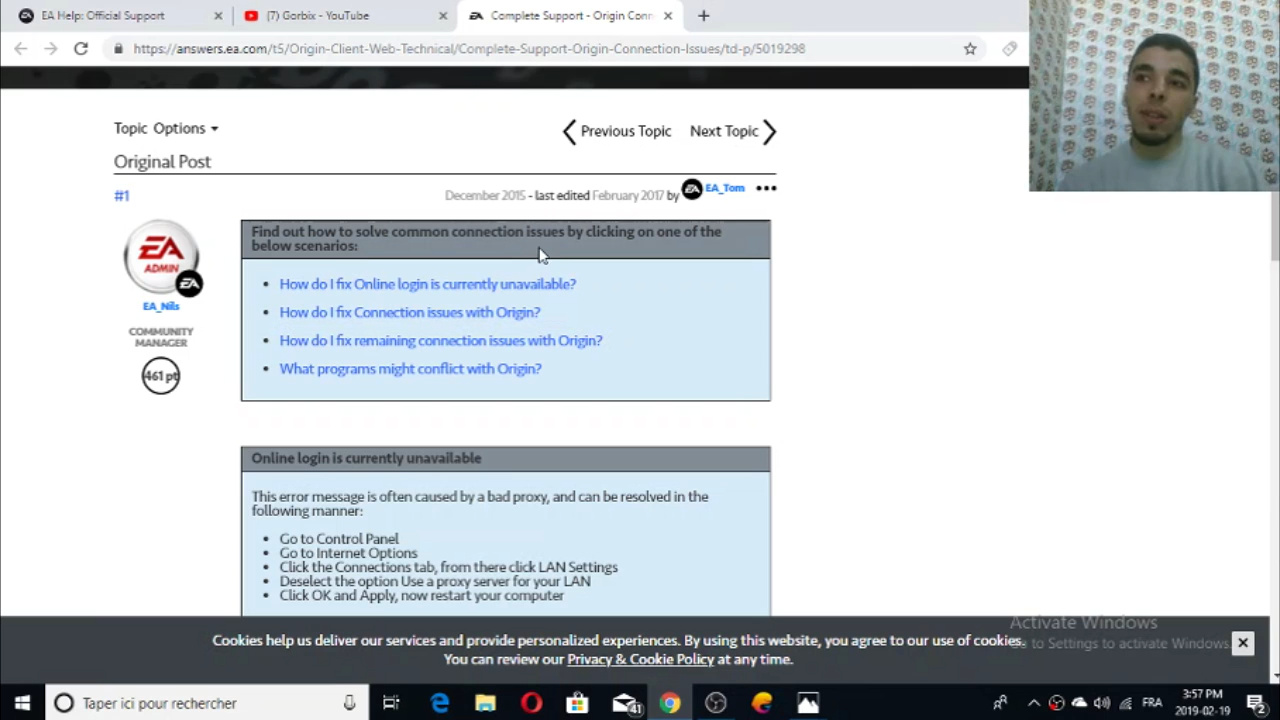 EA Help: Official Support
(7) Gorbix - YouTube
Complete Support - Origin Conn
https://answers.ea.com/t5/Origin-Client-Web-Technical/Complete-Support-Origin-Connection-Issues/td-p/5019298
Topic Options
Previous Topic
Next Topic
Original Post
#1
December 2015 - last edited February 2017 by EA_Tom
EA ADMIN
EA_Nils
COMMUNITY
MANAGER
461 pt
Find out how to solve common connection issues by clicking on one of the
below scenarios:
How do I fix Online login is currently unavailable?
How do I fix Connection issues with Origin?
How do I fix remaining connection issues with Origin?
What programs might conflict with Origin?
Online login is currently unavailable
This error message is often caused by a bad proxy, and can be resolved in the
following manner:
Go to Control Panel
Go to Internet Options
Click the Connections tab, from there click LAN Settings
Deselect the option Use a proxy server for your LAN
Click OK and Apply, now restart your computer
Cookies help us deliver our services and provide personalized experiences. By using this website, you agree to our use of cookies.
You can review our Privacy & Cookie Policy at any time.
Activate Windows
Go to Settings to activate Windows.
Taper ici pour rechercher
41
FRA
3:57 PM
2019-02-19
2